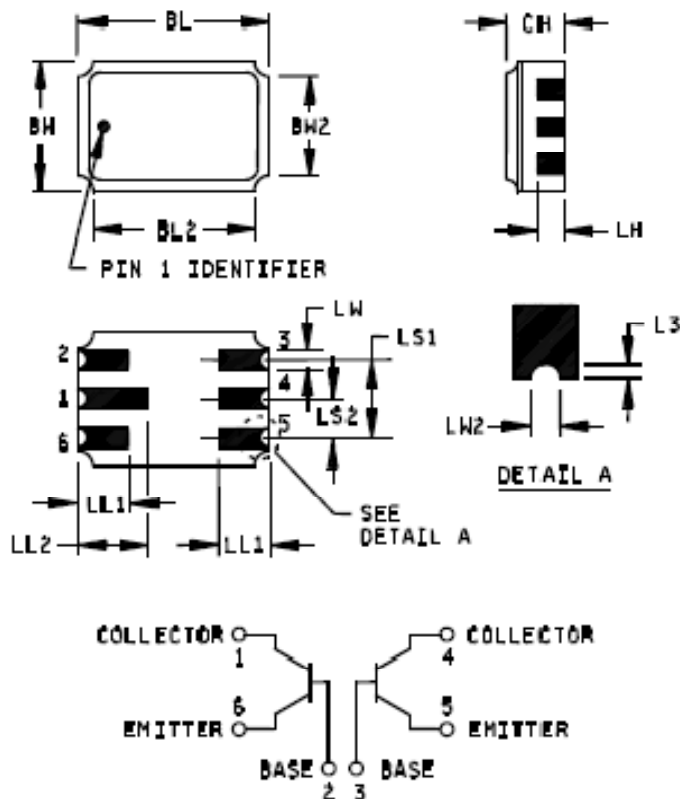 BL
CH
BW
BW2
BL2
LH
PIN 1 IDENTIFIER
LW
LS1
L3
2
3
1
4
LS2
6
5
LW2
LL1
DETAIL A
LL2
LL1
SEE
DETAIL A
COLLECTOR
1
COLLECTOR
4
6
EMITTER
5
EMITTER
BASE
2
3
BASE